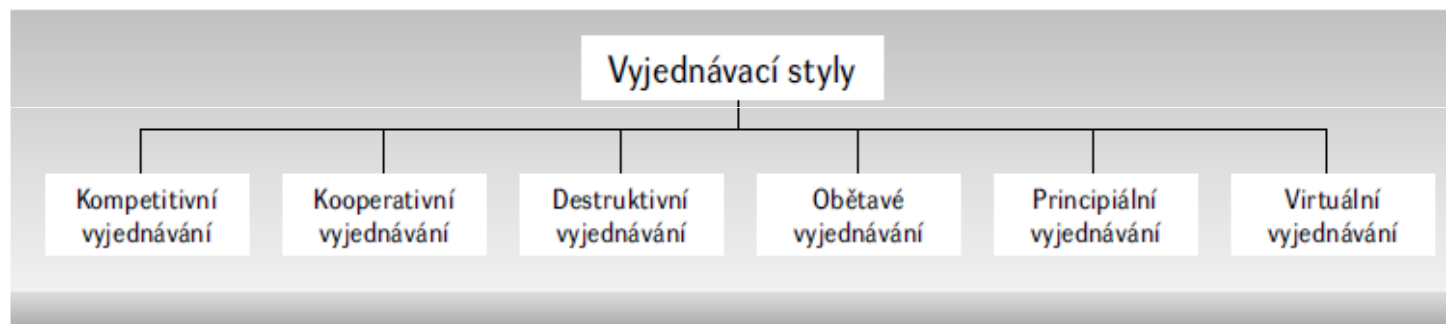 Vyjednávací styly
Kompetitivní
vyjednávání
Kooperativní
vyjednávání
Destruktivní
vyjednávání
Obětavé
vyjednávání
Principiální
vyjednávání
Virtuální
vyjednávání